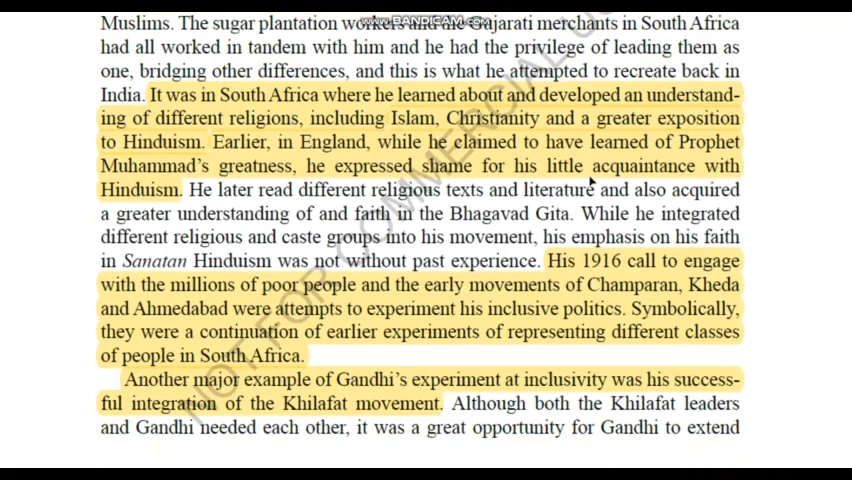 www.BANDICAM.com
Muslims. The sugar plantation workers and the Gujarati merchants in South Africa
had all worked in tandem with him and he had the privilege of leading them as
one, bridging other differences, and this is what he attempted to recreate back in
India. It was in South Africa where he learned about and developed an understand-
ing of different religions, including Islam, Christianity and a greater exposition
to Hinduism. Earlier, in England, while he claimed to have learned of Prophet
Muhammad’s greatness, he expressed shame for his little acquaintance with
Hinduism. He later read different religious texts and literature and also acquired
a greater understanding of and faith in the Bhagavad Gita. While he integrated
different religious and caste groups into his movement, his emphasis on his faith
in Sanatan Hinduism was not without past experience. His 1916 call to engage
with the millions of poor people and the early movements of Champaran, Kheda
and Ahmedabad were attempts to experiment his inclusive politics. Symbolically,
they were a continuation of earlier experiments of representing different classes
of people in South Africa.
Another major example of Gandhi’s experiment at inclusivity was his success-
ful integration of the Khilafat movement. Although both the Khilafat leaders
and Gandhi needed each other, it was a great opportunity for Gandhi to extend
NOT FOR COMMERCIAL US